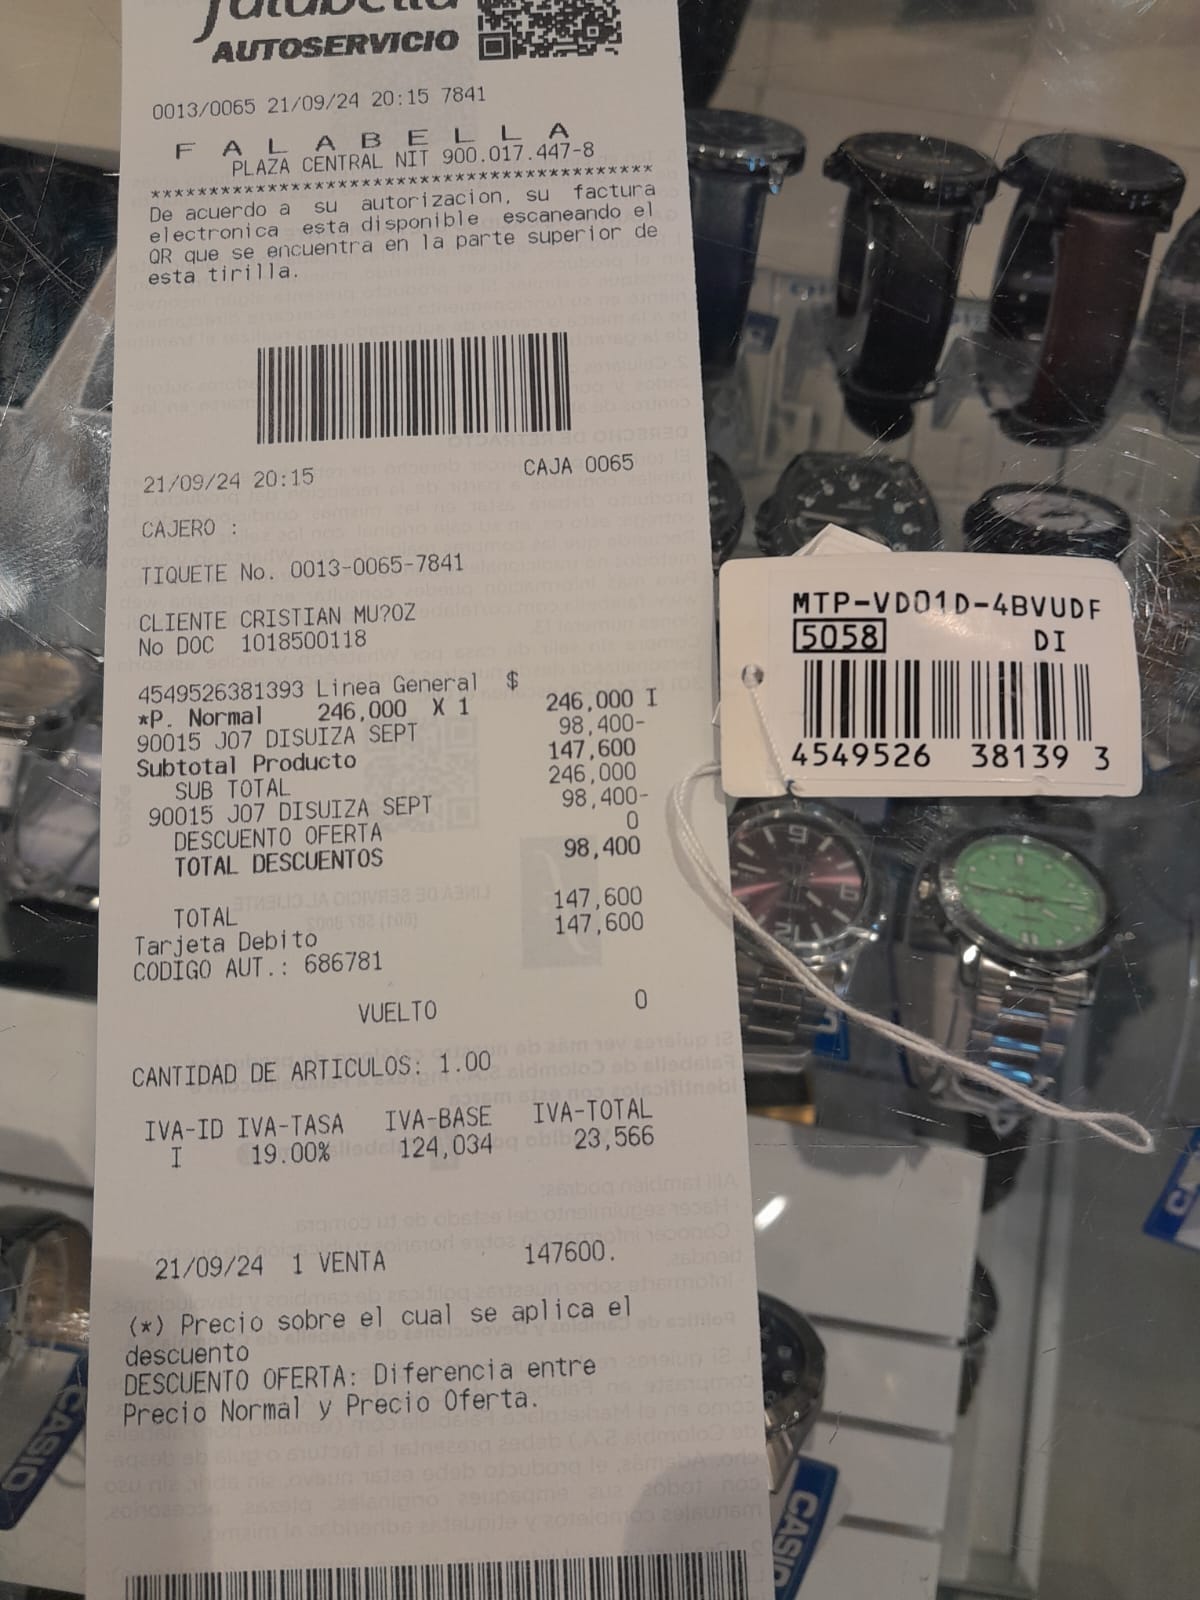 falabella
AUTOSERVICIO
0013/0065 21/09/24 20:15 7841
F A L A B E L L A
PLAZA CENTRAL NIT 900.017.447-8
*******************************************
De acuerdo a su autorizacion, su factura
electronica esta disponible escaneando el
QR que se encuentra en la parte superior de
esta tirilla.
21/09/24 20:15 CAJA 0065
CAJERO :
TIQUETE No. 0013-0065-7841
CLIENTE CRISTIAN MU?OZ
No DOC 1018500118
4549526381393 Linea General $
*P. Normal 246,000 X 1 246,000 I
90015 J07 DISUIZA SEPT 98,400-
Subtotal Producto 147,600
SUB TOTAL 246,000
90015 J07 DISUIZA SEPT 98,400-
DESCUENTO OFERTA 0
TOTAL DESCUENTOS 98,400
TOTAL 147,600
Tarjeta Debito 147,600
CODIGO AUT.: 686781
VUELTO 0
CANTIDAD DE ARTICULOS: 1.00
IVA-ID IVA-TASA IVA-BASE IVA-TOTAL
I 19.00% 124,034 23,566
21/09/24 1 VENTA 147600.
(*) Precio sobre el cual se aplica el
descuento
DESCUENTO OFERTA: Diferencia entre
Precio Normal y Precio Oferta.
MTP-VD01D-4BVUDF
5058 DI
4549526 38139 3
CASIO
CASIO